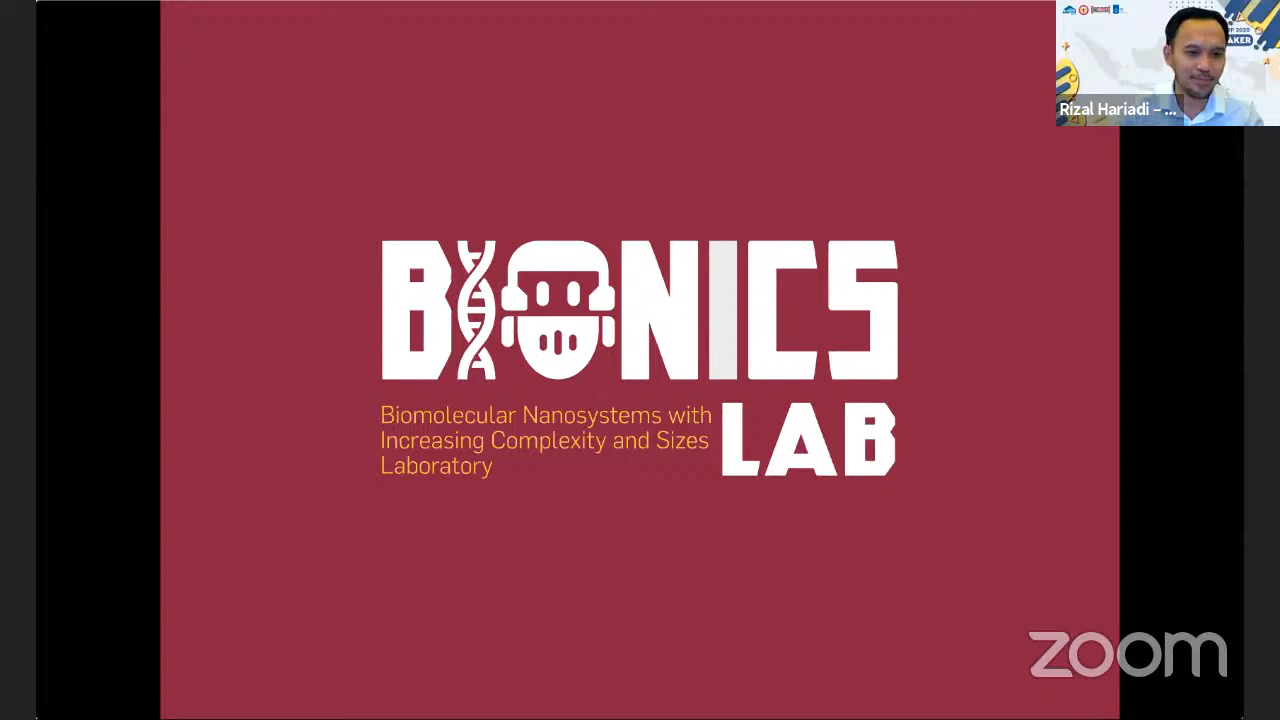 BIONICS
LAB
Biomolecular Nanosystems with
Increasing Complexity and Sizes
Laboratory
Rizal Hariadi – ...
zoom